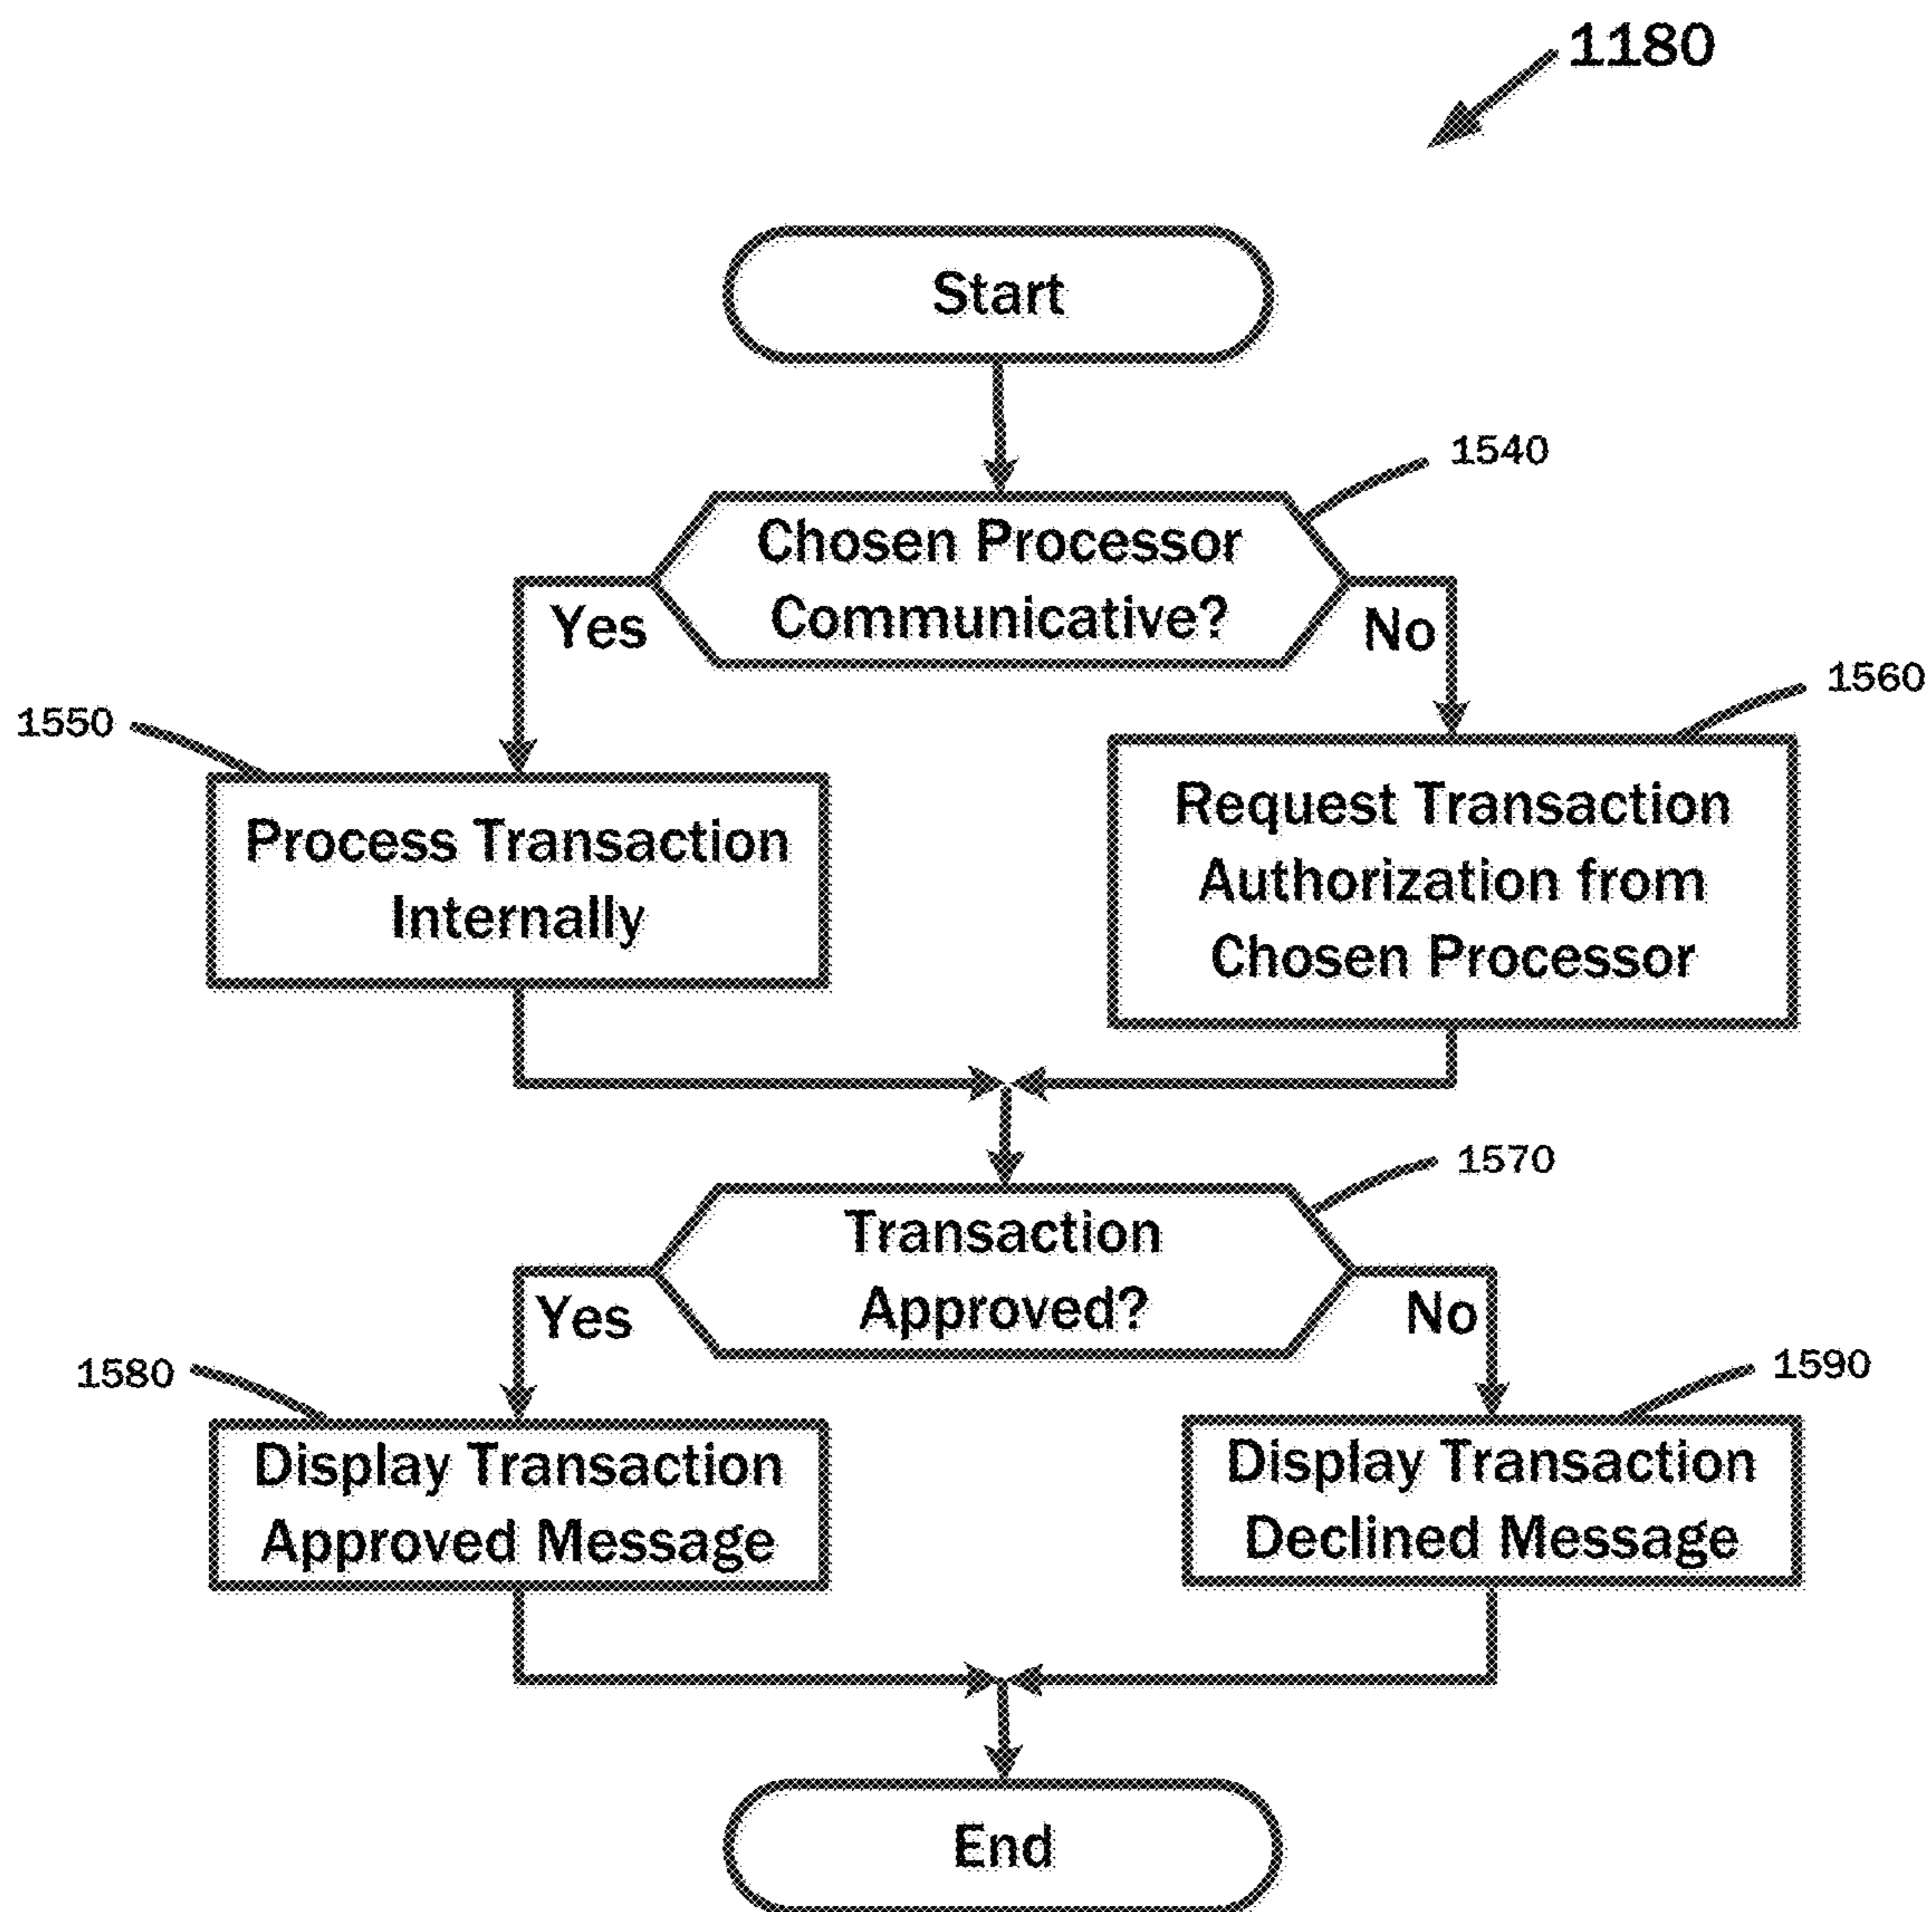 1180
Start
1540
Chosen Processor
Communicative?
Yes
No
1550
1560
Process Transaction
Internally
Request Transaction
Authorization from
Chosen Processor
1570
Transaction
Approved?
Yes
No
1580
1590
Display Transaction
Approved Message
Display Transaction
Declined Message
End